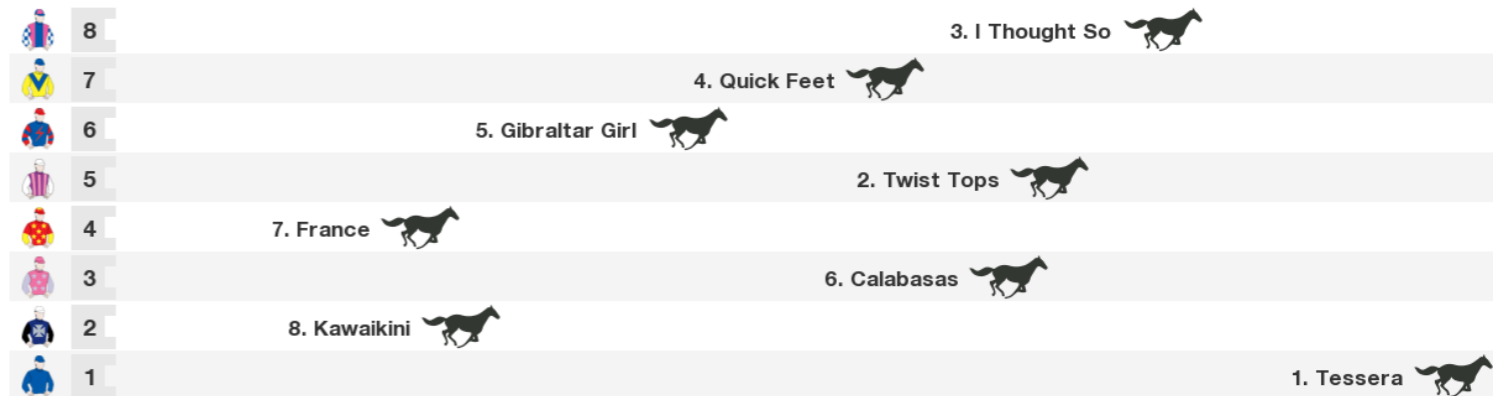 8 3. I Thought So
7 4. Quick Feet
6 5. Gibraltar Girl
5 2. Twist Tops
4 7. France
3 6. Calabasas
2 8. Kawaikini
1 1. Tessera